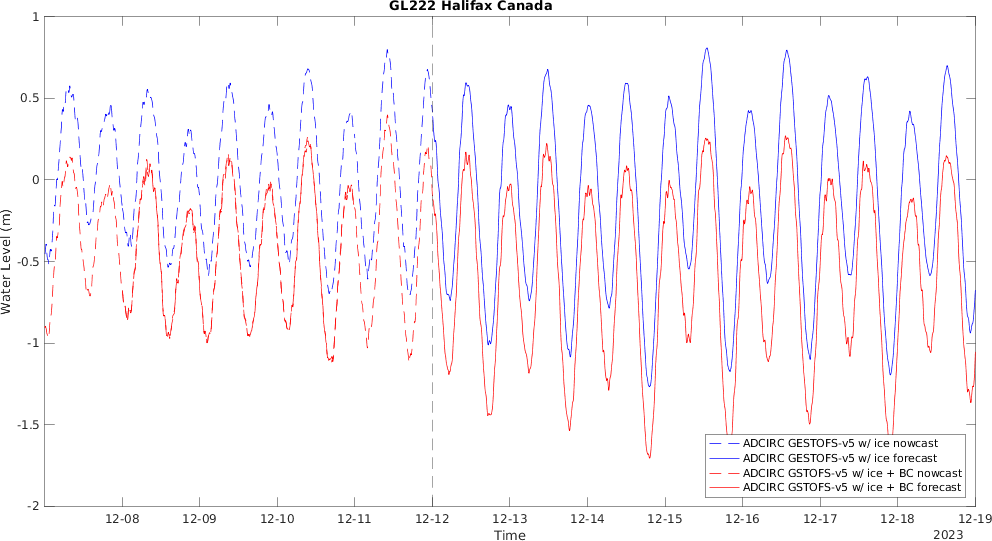 GL222 Halifax Canada
Water Level (m)
1
0.5
0
-0.5
-1
-1.5
-2
ADCIRC GESTOFS-v5 w/ ice nowcast
ADCIRC GESTOFS-v5 w/ ice forecast
ADCIRC GSTOFS-v5 w/ ice + BC nowcast
ADCIRC GSTOFS-v5 w/ ice + BC forecast
12-08 12-09 12-10 12-11 12-12 12-13 12-14 12-15 12-16 12-17 12-18 12-19
Time
2023